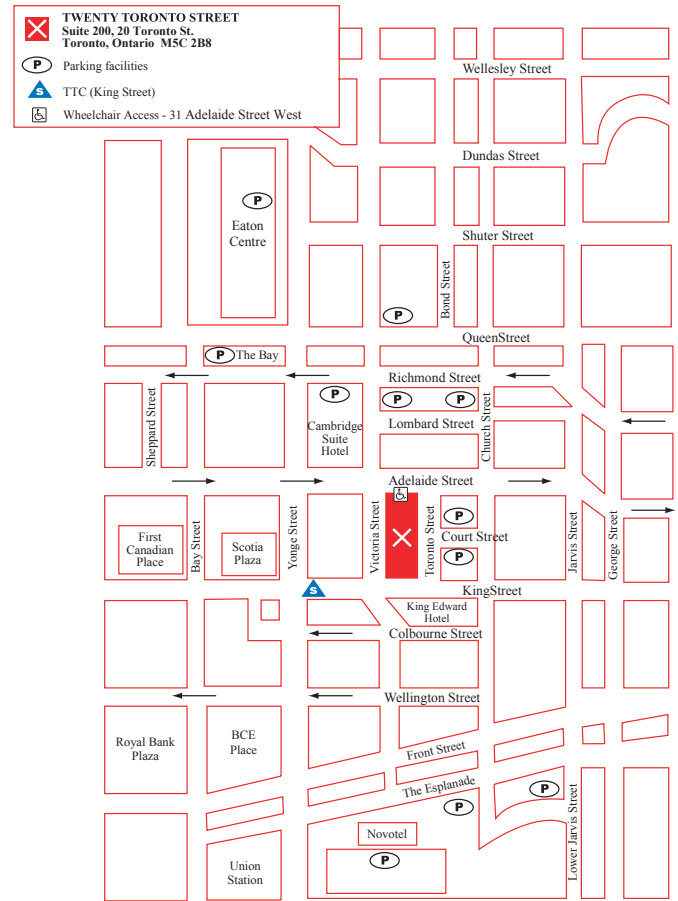 TWENTY TORONTO STREET
Suite 200, 20 Toronto St.
Toronto, Ontario M5C 2B8
P Parking facilities
S TTC (King Street)
Wheelchair Access - 31 Adelaide Street West
Wellesley Street
Dundas Street
P
Eaton
Centre
Shuter Street
Bond Street
P
QueenStreet
P The Bay
Richmond Street
Sheppard Street
P
Cambridge
Suite
Hotel
P
P
Lombard Street
Church Street
Adelaide Street
First
Canadian
Place
Bay Street
Scotia
Plaza
Yonge Street
Victoria Street
Toronto Street
P
Court Street
P
Jarvis Street
George Street
KingStreet
S
King Edward
Hotel
Colbourne Street
Wellington Street
Royal Bank
Plaza
BCE
Place
Front Street
The Esplanade
P
P
Lower Jarvis Street
Novotel
P
Union
Station